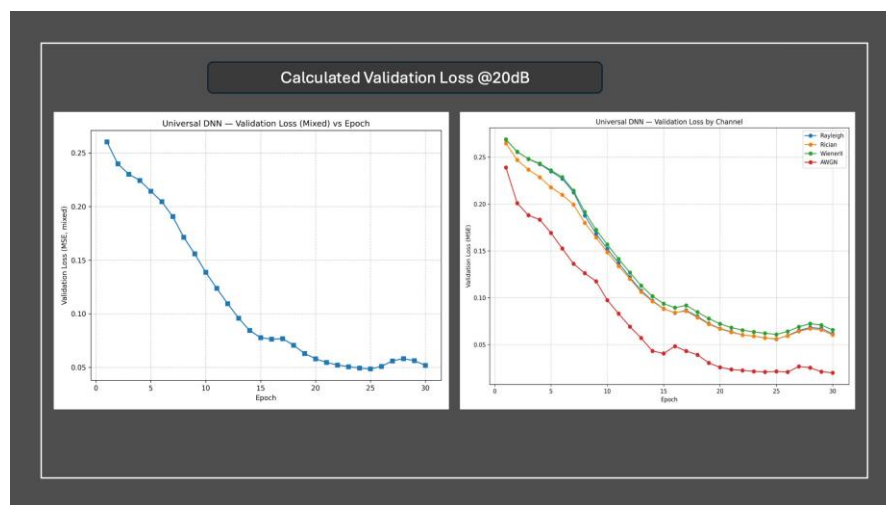 Calculated Validation Loss @20dB
Universal DNN — Validation Loss (Mixed) vs Epoch
Validation Loss (MSE, mixed)
0.25
0.20
0.15
0.10
0.05
0 5 10 15 20 25 30
Epoch
Universal DNN — Validation Loss by Channel
Rayleigh
Rician
WienerII
AWGN
Validation Loss (MSE)
0.25
0.20
0.15
0.10
0.05
0 5 10 15 20 25 30
Epoch